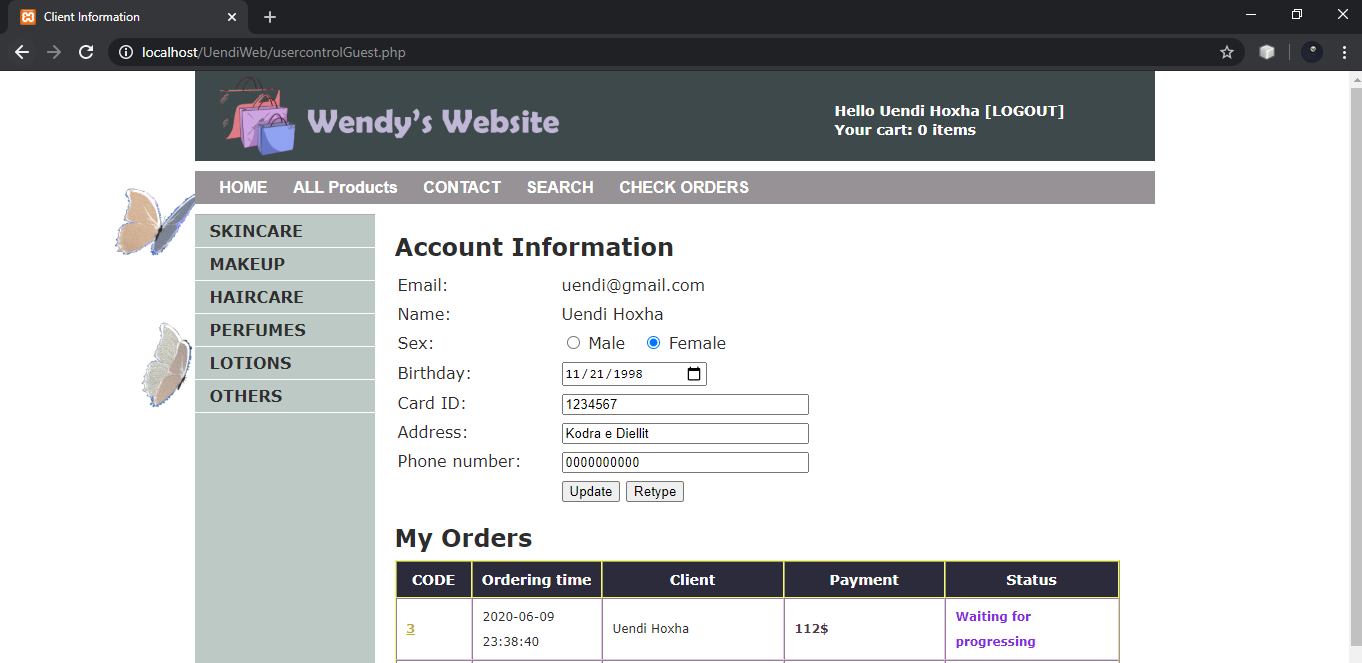 Client Information
localhost/UendiWeb/usercontrolGuest.php
Wendy's Website
Hello Uendi Hoxha [LOGOUT]
Your cart: 0 items
HOME ALL Products CONTACT SEARCH CHECK ORDERS
SKINCARE
MAKEUP
HAIRCARE
PERFUMES
LOTIONS
OTHERS
Account Information
Email: uendi@gmail.com
Name: Uendi Hoxha
Sex: Male Female
Birthday: 11/21/1998
Card ID: 1234567
Address: Kodra e Diellit
Phone number: 0000000000
Update Retype
My Orders
CODE Ordering time Client Payment Status
3 2020-06-09 23:38:40 Uendi Hoxha 112$ Waiting for progressing